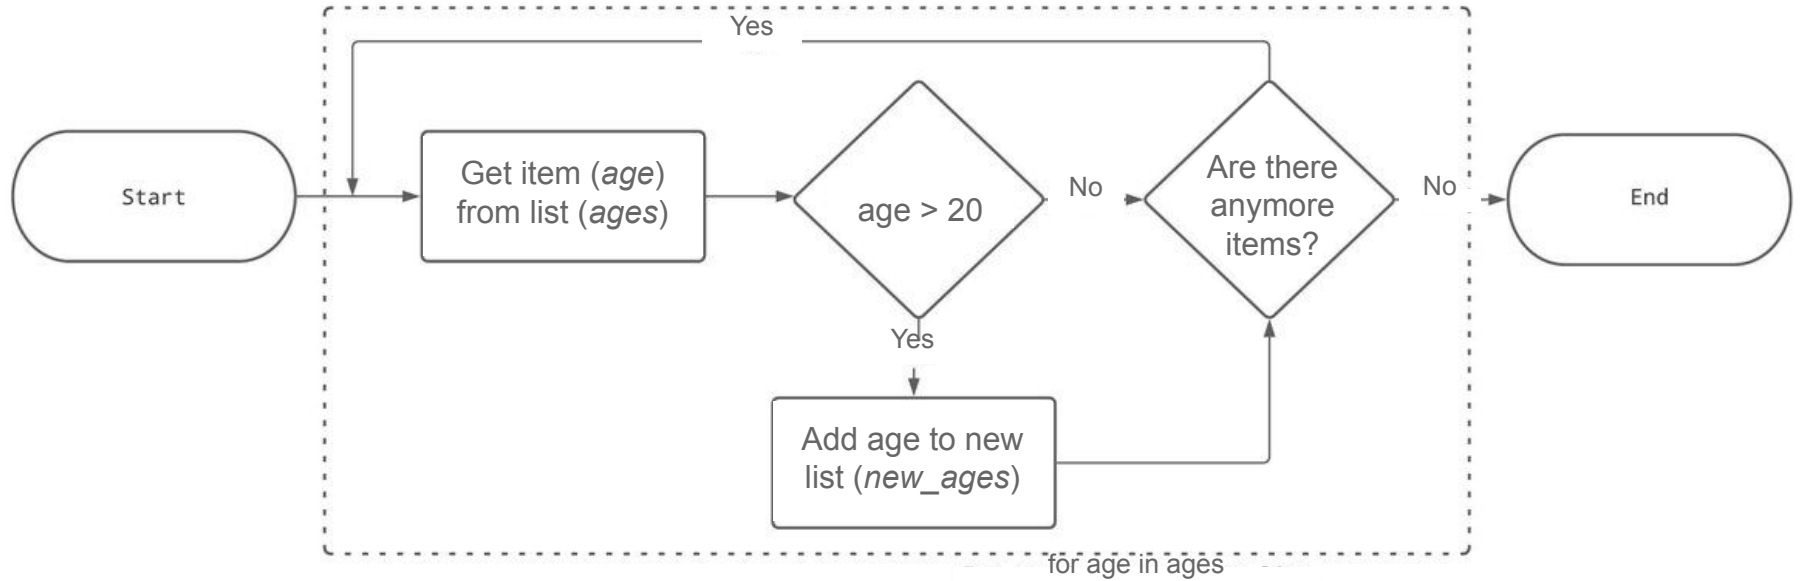 Yes
Start
Get item (age)
from list (ages)
age > 20
No
Are there
anymore
items?
No
End
Yes
Add age to new
list (new_ages)
for age in ages